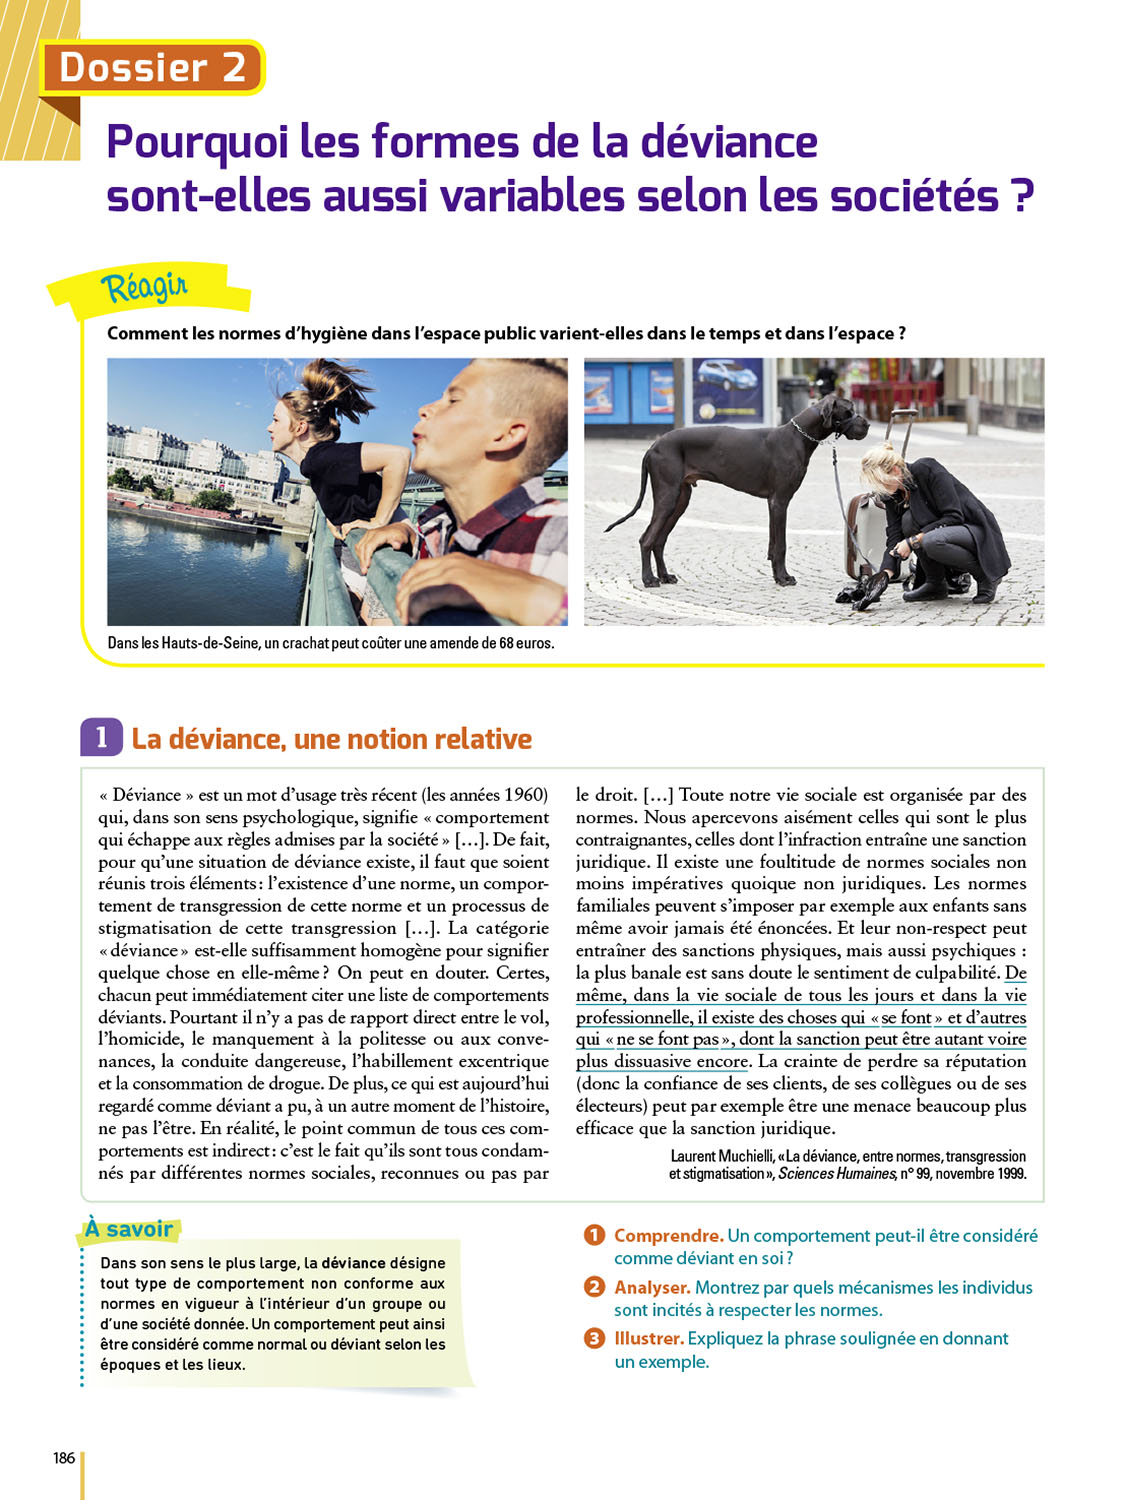 Dossier 2
Pourquoi les formes de la déviance
sont-elles aussi variables selon les sociétés ?
Réagir
Comment les normes d’hygiène dans l’espace public varient-elles dans le temps et dans l’espace ?
Dans les Hauts-de-Seine, un crachat peut coûter une amende de 68 euros.
1 La déviance, une notion relative
« Déviance » est un mot d’usage très récent (les années 1960)
qui, dans son sens psychologique, signifie « comportement
qui échappe aux règles admises par la société » […]. De fait,
pour qu’une situation de déviance existe, il faut que soient
réunis trois éléments : l’existence d’une norme, un compor-
tement de transgression de cette norme et un processus de
stigmatisation de cette transgression […]. La catégorie
« déviance » est-elle suffisamment homogène pour signifier
quelque chose en elle-même ? On peut en douter. Certes,
chacun peut immédiatement citer une liste de comportements
déviants. Pourtant il n’y a pas de rapport direct entre le vol,
l’homicide, le manquement à la politesse ou aux conve-
nances, la conduite dangereuse, l’habillement excentrique
et la consommation de drogue. De plus, ce qui est aujourd’hui
regardé comme déviant a pu, à un autre moment de l’histoire,
ne pas l’être. En réalité, le point commun de tous ces com-
portements est indirect : c’est le fait qu’ils sont tous condam-
nés par différentes normes sociales, reconnues ou pas par
le droit. […] Toute notre vie sociale est organisée par des
normes. Nous apercevons aisément celles qui sont le plus
contraignantes, celles dont l’infraction entraîne une sanction
juridique. Il existe une foultitude de normes sociales non
moins impératives quoique non juridiques. Les normes
familiales peuvent s’imposer par exemple aux enfants sans
même avoir jamais été énoncées. Et leur non-respect peut
entraîner des sanctions physiques, mais aussi psychiques :
la plus banale est sans doute le sentiment de culpabilité. De
même, dans la vie sociale de tous les jours et dans la vie
professionnelle, il existe des choses qui « se font » et d’autres
qui « ne se font pas », dont la sanction peut être autant voire
plus dissuasive encore. La crainte de perdre sa réputation
(donc la confiance de ses clients, de ses collègues ou de ses
électeurs) peut par exemple être une menace beaucoup plus
efficace que la sanction juridique.
Laurent Muchielli, « La déviance, entre normes, transgression
et stigmatisation », Sciences Humaines, n° 99, novembre 1999.
À savoir
Dans son sens le plus large, la déviance désigne
tout type de comportement non conforme aux
normes en vigueur à l’intérieur d’un groupe ou
d’une société donnée. Un comportement peut ainsi
être considéré comme normal ou déviant selon les
époques et les lieux.
1 Comprendre. Un comportement peut-il être considéré
comme déviant en soi ?
2 Analyser. Montrez par quels mécanismes les individus
sont incités à respecter les normes.
3 Illustrer. Expliquez la phrase soulignée en donnant
un exemple.
186